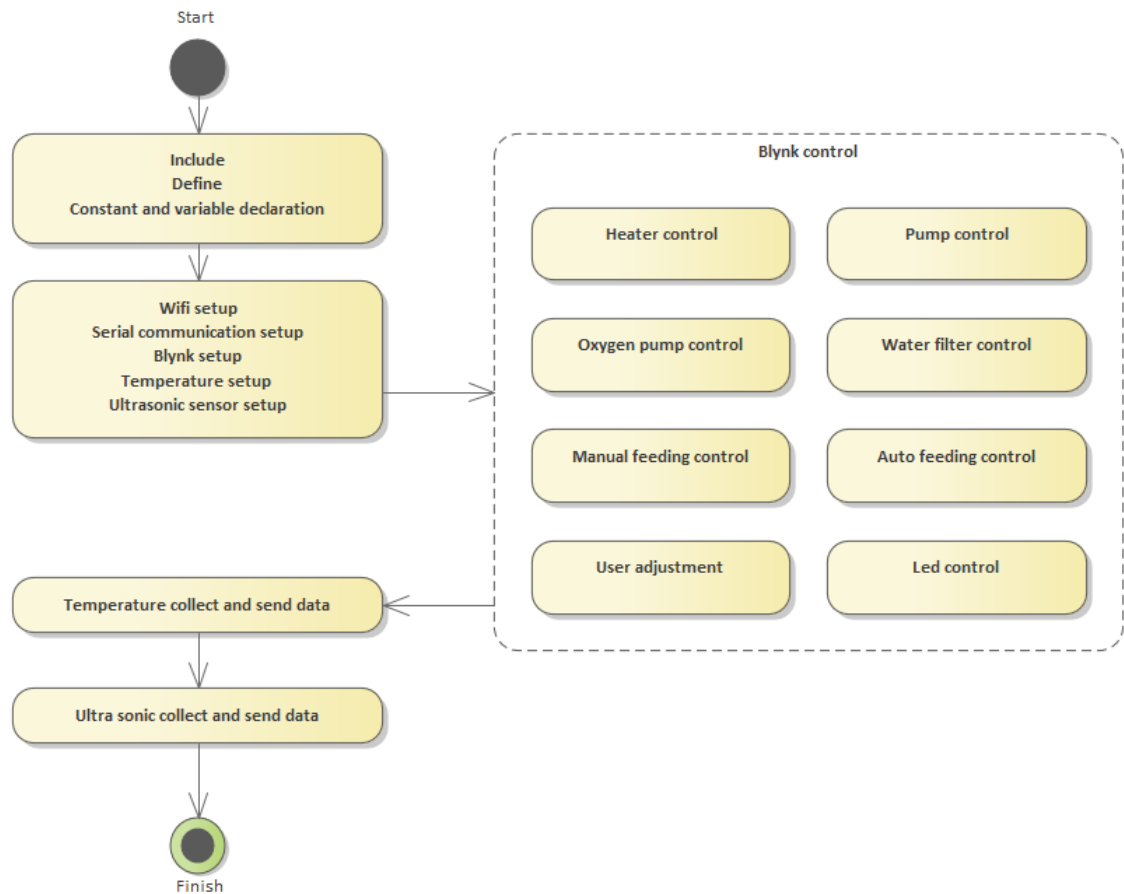 Start
Include
Define
Constant and variable declaration
Wifi setup
Serial communication setup
Blynk setup
Temperature setup
Ultrasonic sensor setup
Blynk control
Heater control
Pump control
Oxygen pump control
Water filter control
Manual feeding control
Auto feeding control
User adjustment
Led control
Temperature collect and send data
Ultra sonic collect and send data
Finish